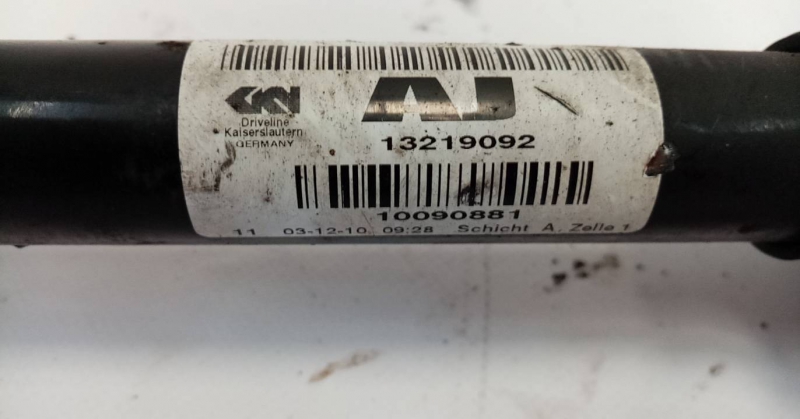 GKN
AJ
Driveline
Kaiserslautern
GERMANY
13219092
10090881
11 03-12-10, 09:28 Schicht A, Zelle 1